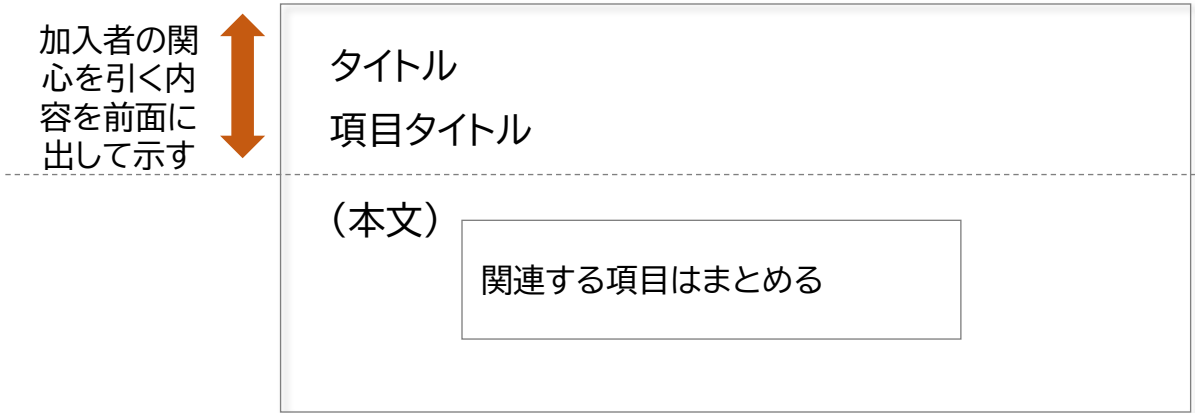 加入者の関
心を引く内
容を前面に
出して示す
タイトル
項目タイトル
（本文）
関連する項目はまとめる